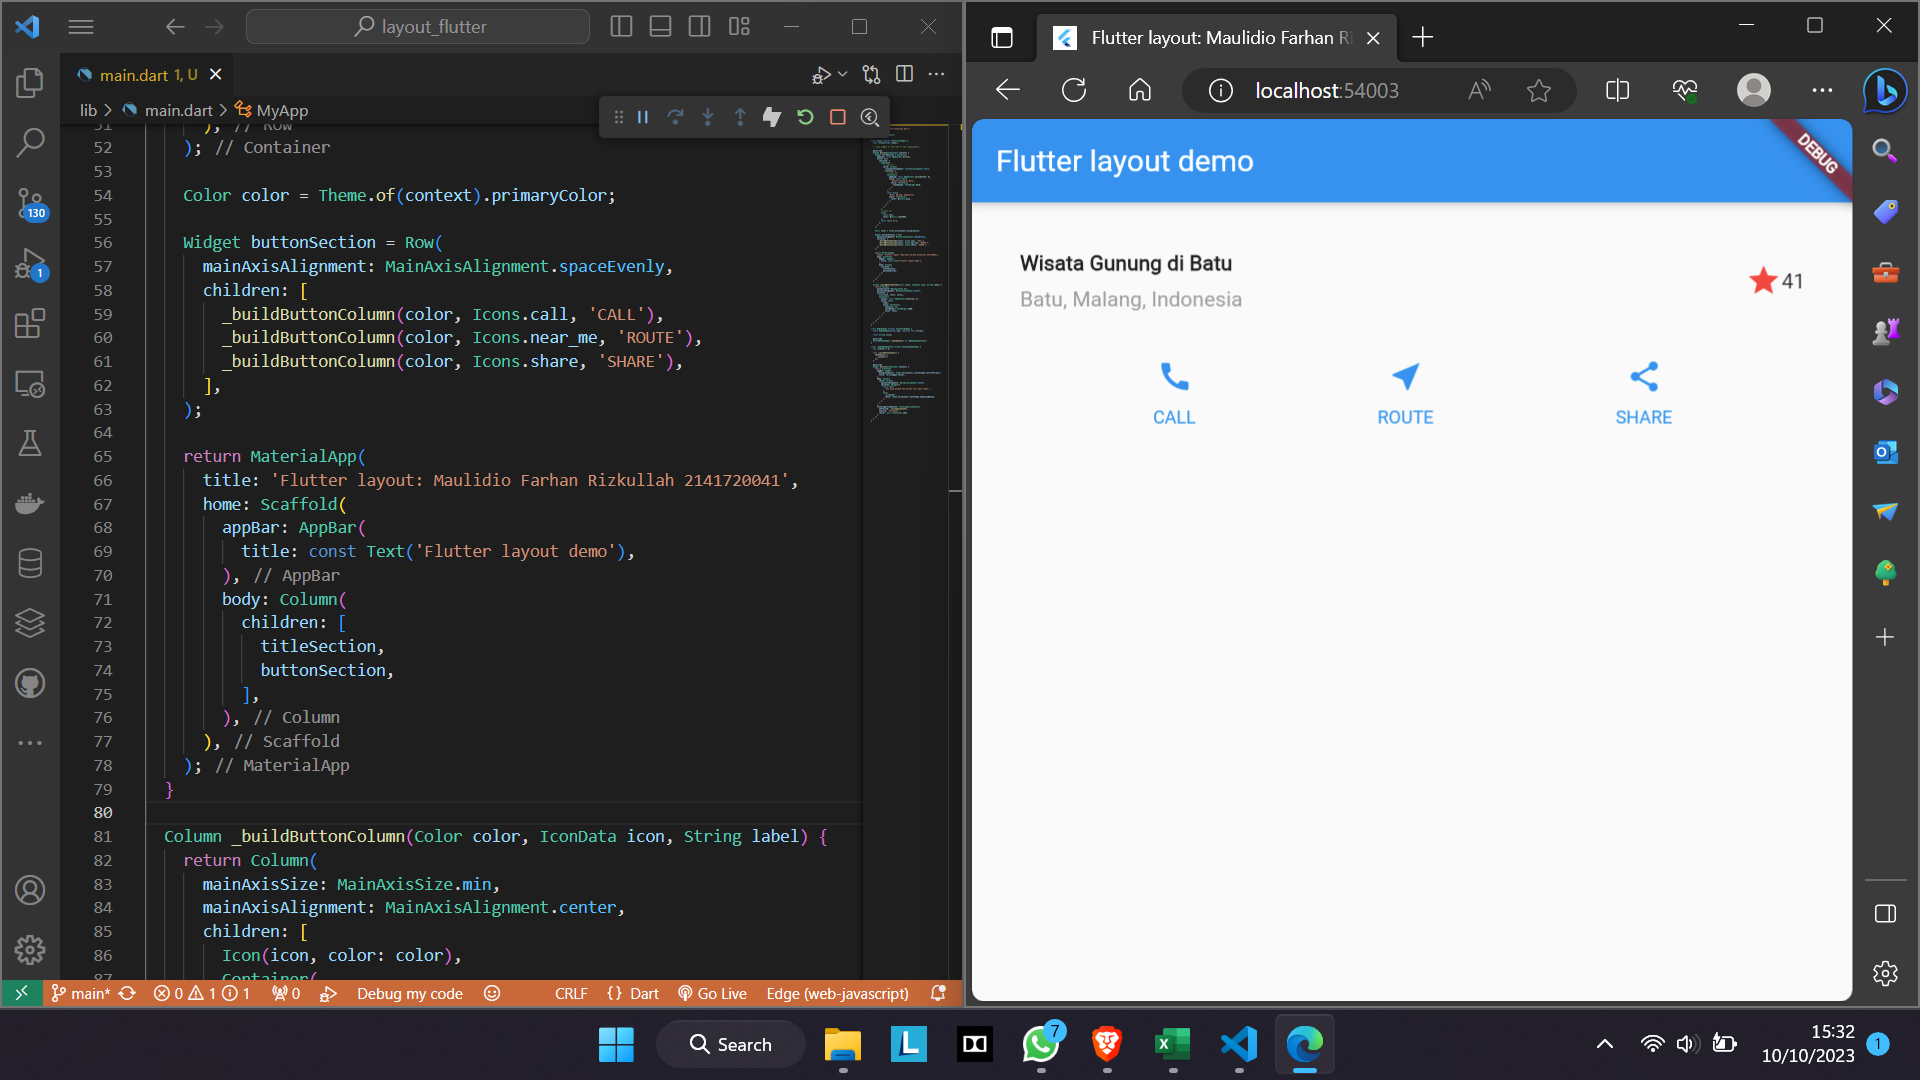 layout_flutter
main.dart 1, U
lib > main.dart > MyApp
51 ), // Row
52 ); // Container
53
54 Color color = Theme.of(context).primaryColor;
55
56 Widget buttonSection = Row(
57 mainAxisAlignment: MainAxisAlignment.spaceEvenly,
58 children: [
59 _buildButtonColumn(color, Icons.call, 'CALL'),
60 _buildButtonColumn(color, Icons.near_me, 'ROUTE'),
61 _buildButtonColumn(color, Icons.share, 'SHARE'),
62 ],
63 );
64
65 return MaterialApp(
66 title: 'Flutter layout: Maulidio Farhan Rizkullah 2141720041',
67 home: Scaffold(
68 appBar: AppBar(
69 title: const Text('Flutter layout demo'),
70 ), // AppBar
71 body: Column(
72 children: [
73 titleSection,
74 buttonSection,
75 ],
76 ), // Column
77 ), // Scaffold
78 ); // MaterialApp
79 }
80
81 Column _buildButtonColumn(Color color, IconData icon, String label) {
82 return Column(
83 mainAxisSize: MainAxisSize.min,
84 mainAxisAlignment: MainAxisAlignment.center,
85 children: [
86 Icon(icon, color: color),
87 Container(
130
1
main* 0 1 1 0 Debug my code CRLF {} Dart Go Live Edge (web-javascript)
Flutter layout: Maulidio Farhan Ri
localhost:54003
Flutter layout demo
DEBUG
Wisata Gunung di Batu
Batu, Malang, Indonesia
41
CALL ROUTE SHARE
Search
7
15:32
10/10/2023
1